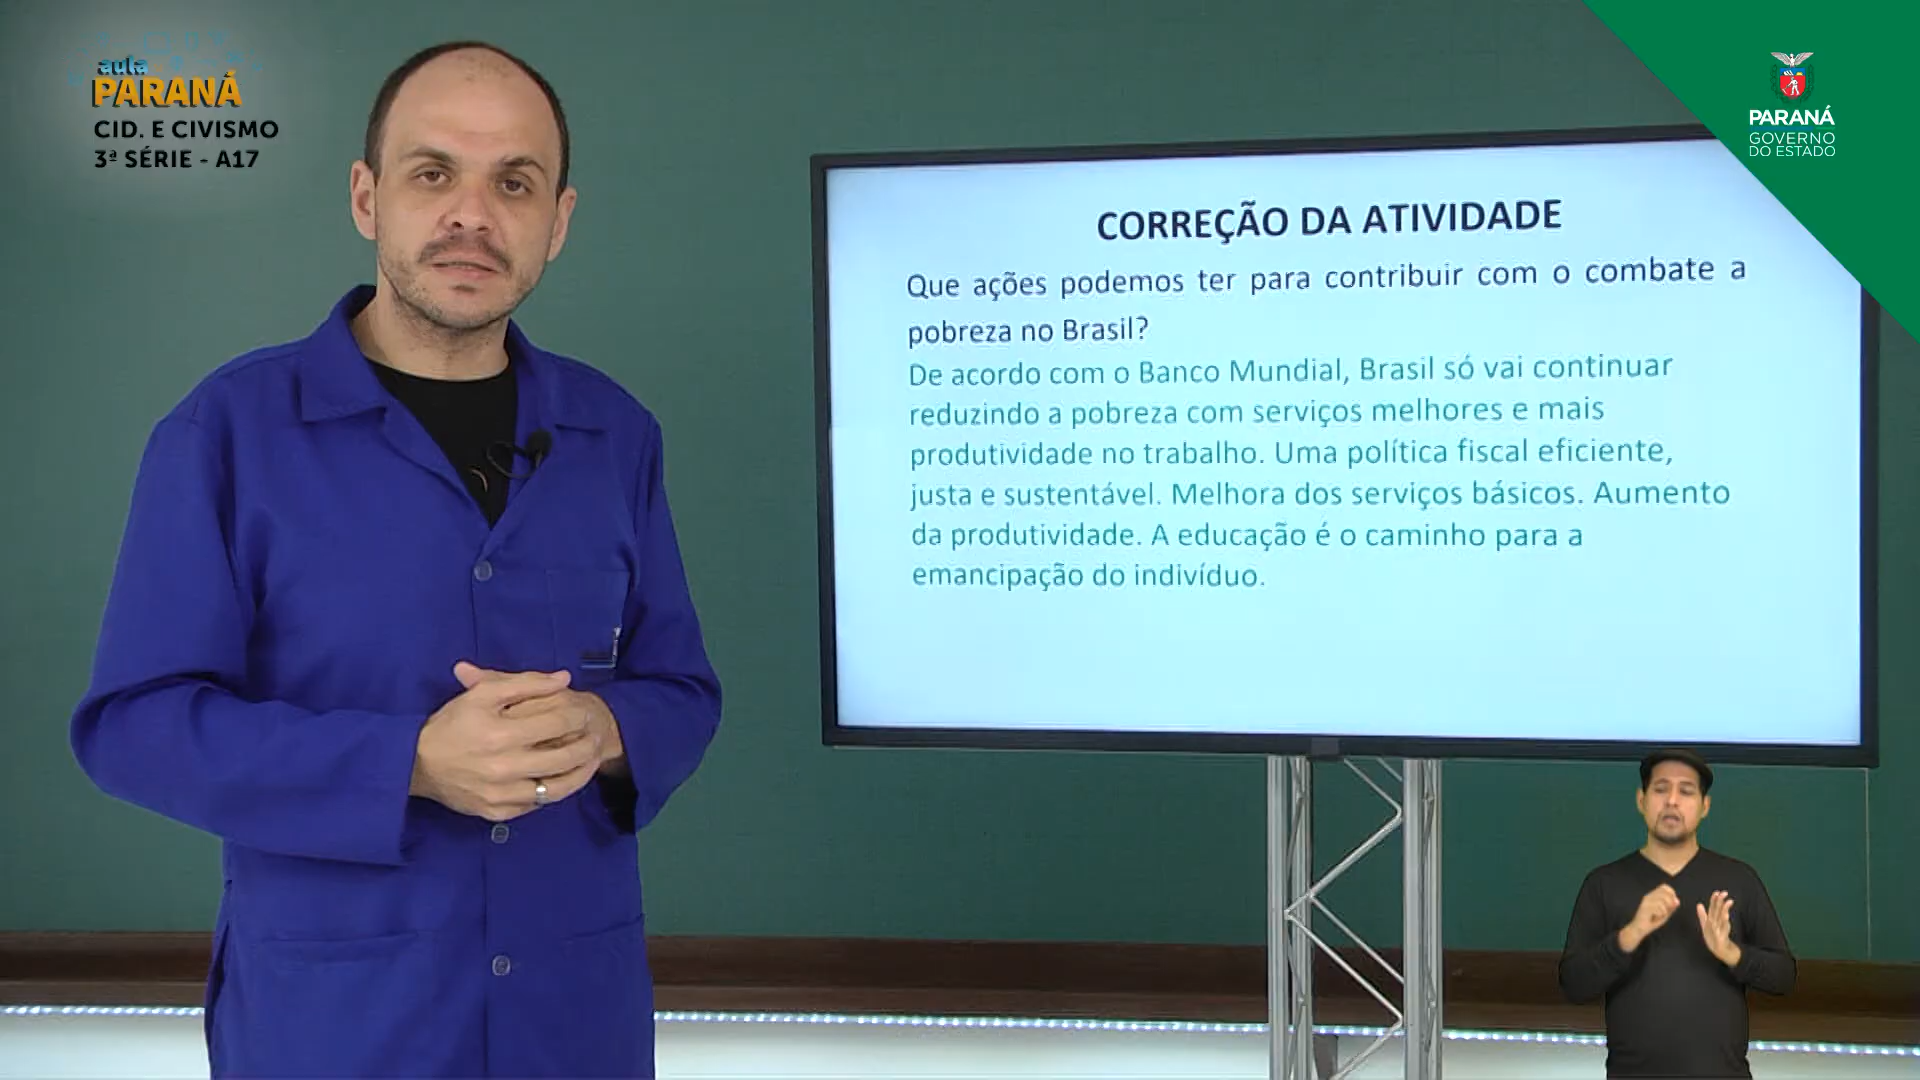 aula
PARANÁ
CID. E CIVISMO
3ª SÉRIE - A17
PARANÁ
GOVERNO
DO ESTADO
CORREÇÃO DA ATIVIDADE
Que ações podemos ter para contribuir com o combate a
pobreza no Brasil?
De acordo com o Banco Mundial, Brasil só vai continuar
reduzindo a pobreza com serviços melhores e mais
produtividade no trabalho. Uma política fiscal eficiente,
justa e sustentável. Melhora dos serviços básicos. Aumento
da produtividade. A educação é o caminho para a
emancipação do indivíduo.